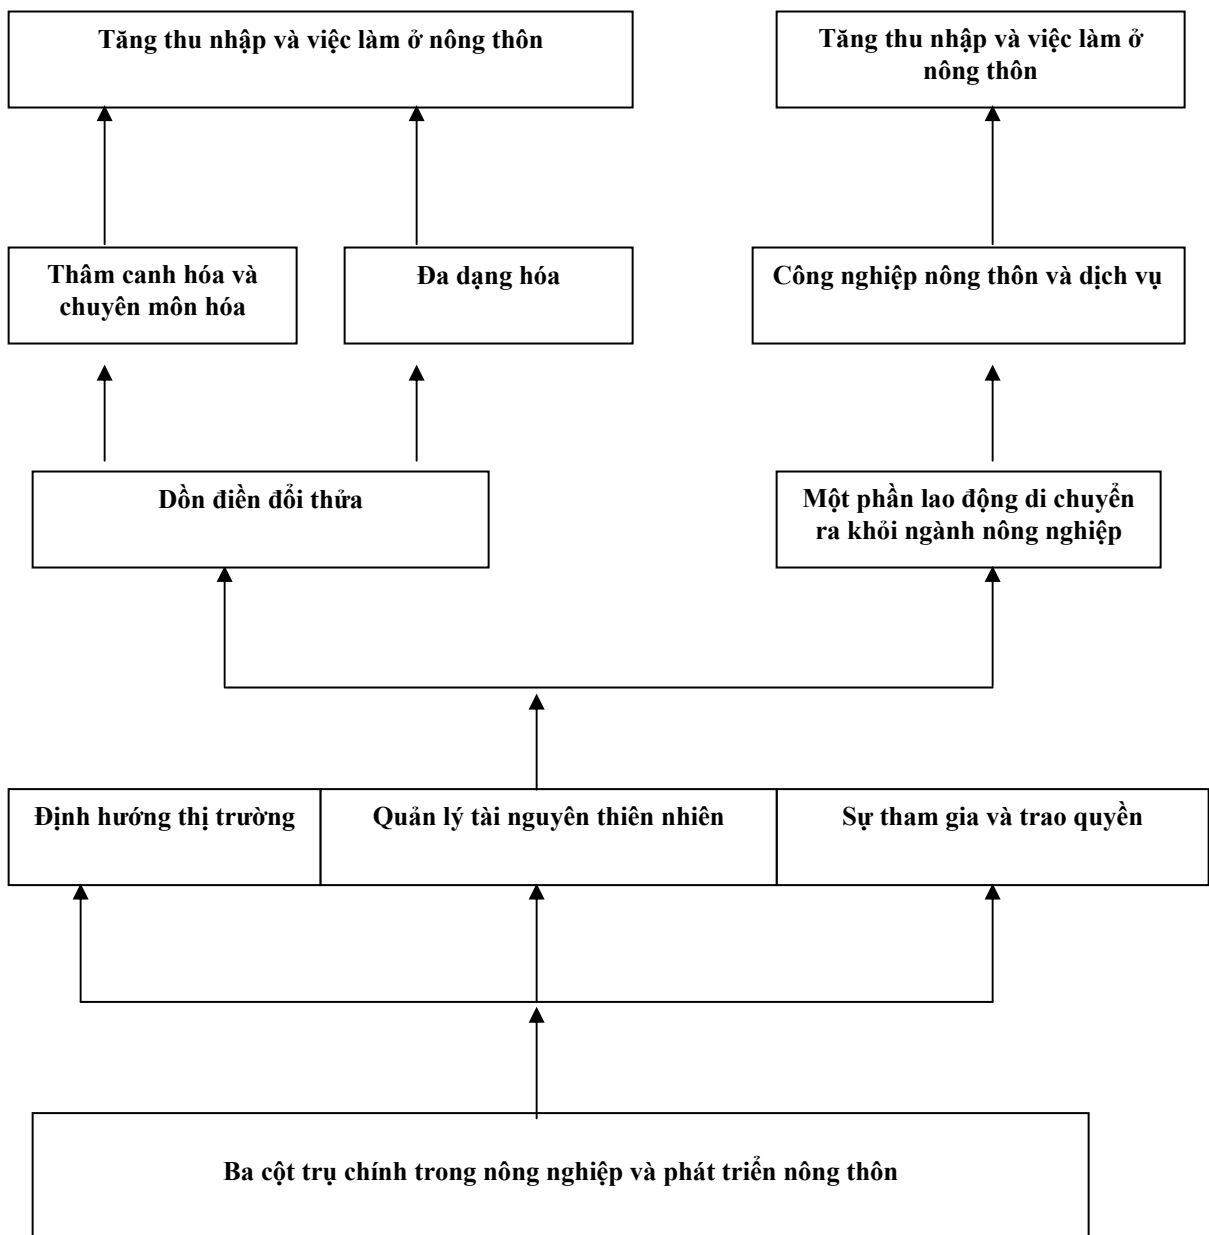 Tăng thu nhập và việc làm ở nông thôn
Tăng thu nhập và việc làm ở
nông thôn
Thâm canh hóa và
chuyên môn hóa
Đa dạng hóa
Công nghiệp nông thôn và dịch vụ
Dồn điền đổi thửa
Một phần lao động di chuyển
ra khỏi ngành nông nghiệp
Định hướng thị trường
Quản lý tài nguyên thiên nhiên
Sự tham gia và trao quyền
Ba cột trụ chính trong nông nghiệp và phát triển nông thôn